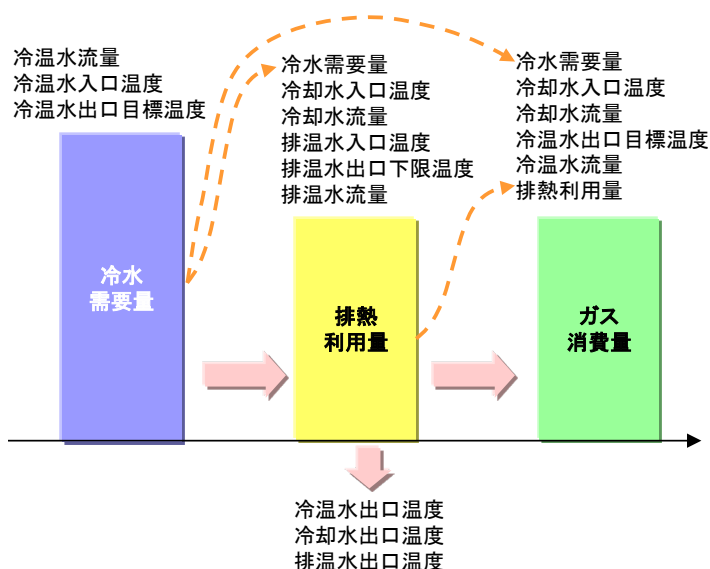 冷温水流量
冷温水入口温度
冷温水出口目標温度
冷水需要量
冷却水入口温度
冷却水流量
排温水入口温度
排温水出口下限温度
排温水流量
冷水需要量
冷却水入口温度
冷却水流量
冷温水出口目標温度
冷温水流量
排熱利用量
冷水
需要量
排熱
利用量
ガス
消費量
冷温水出口温度
冷却水出口温度
排温水出口温度